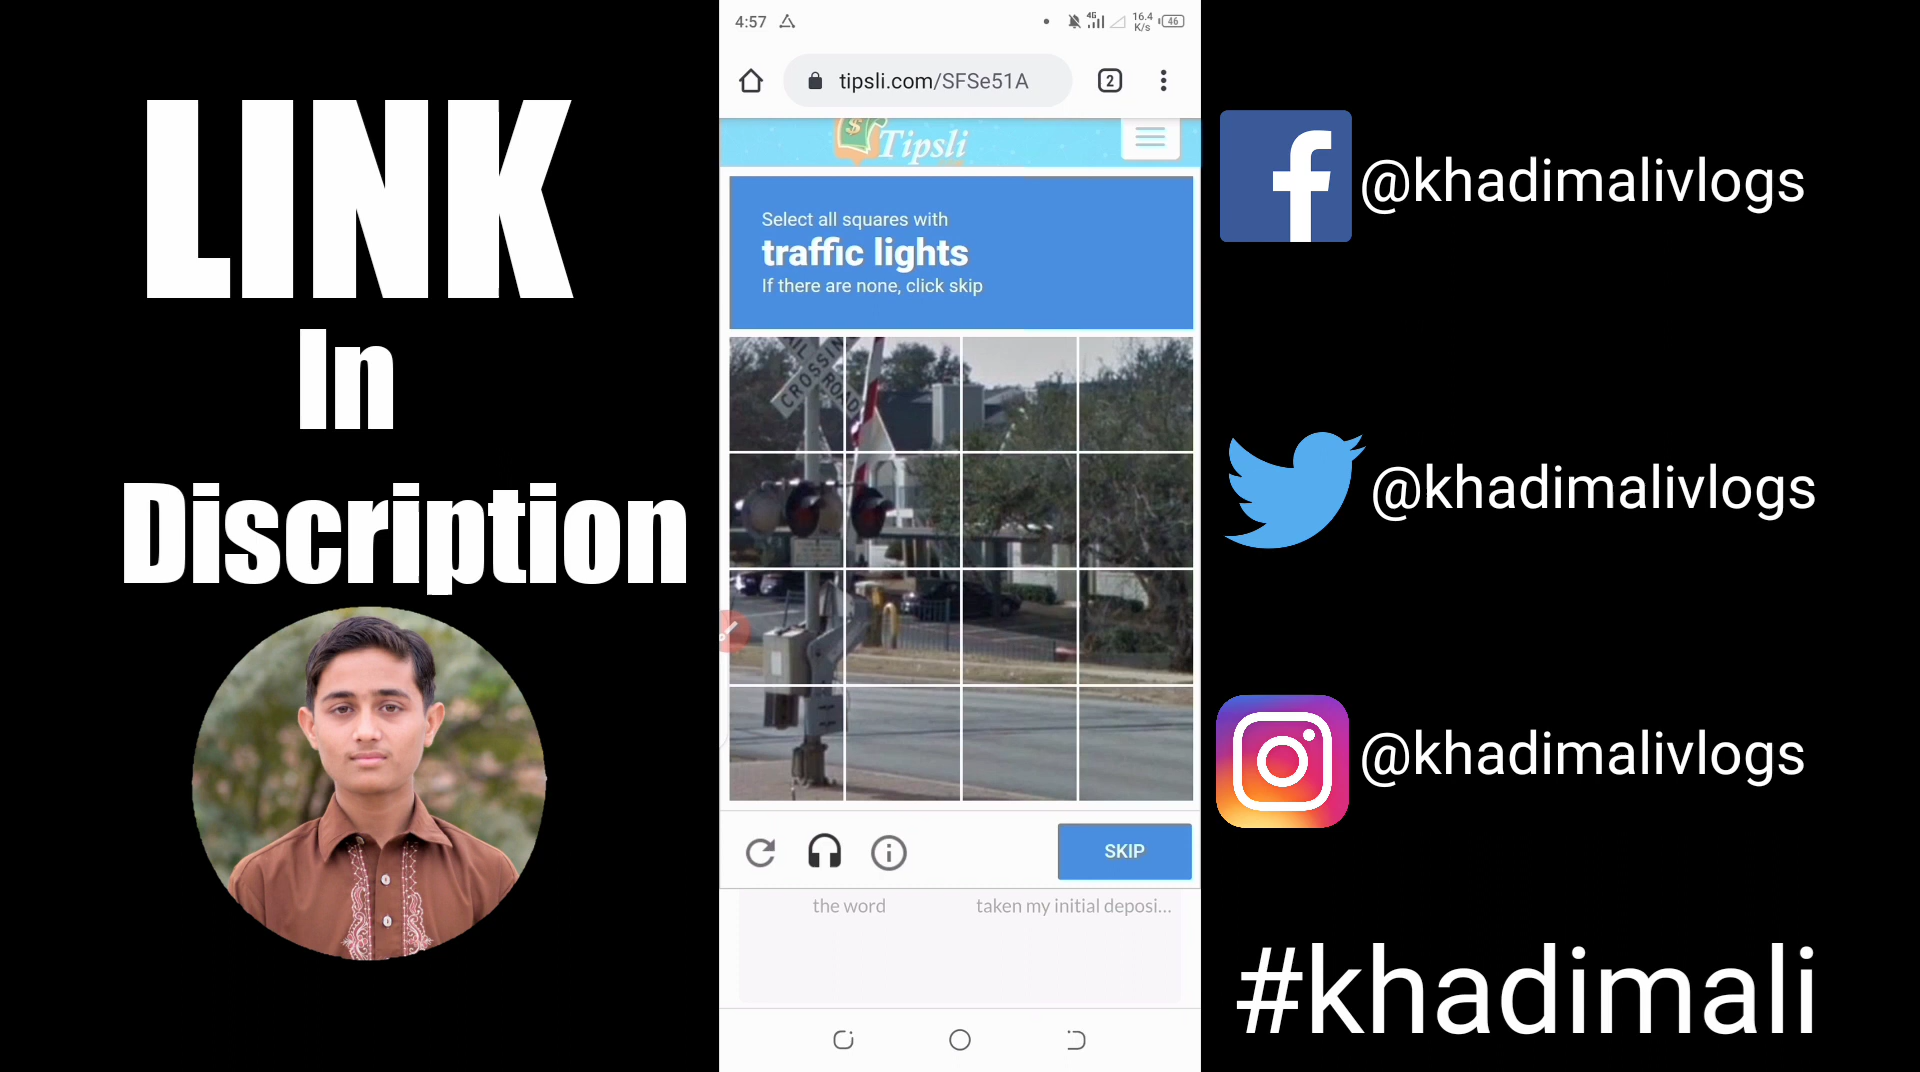 LINK
In
Discription
4:57
4G
16.4
K/s
46
tipsli.com/SFSe51A
2
Tipsli
Select all squares with
traffic lights
If there are none, click skip
CROSSING
RAIL ROAD
SKIP
the word
taken my initial deposi...
@khadimalivlogs
@khadimalivlogs
@khadimalivlogs
#khadimali